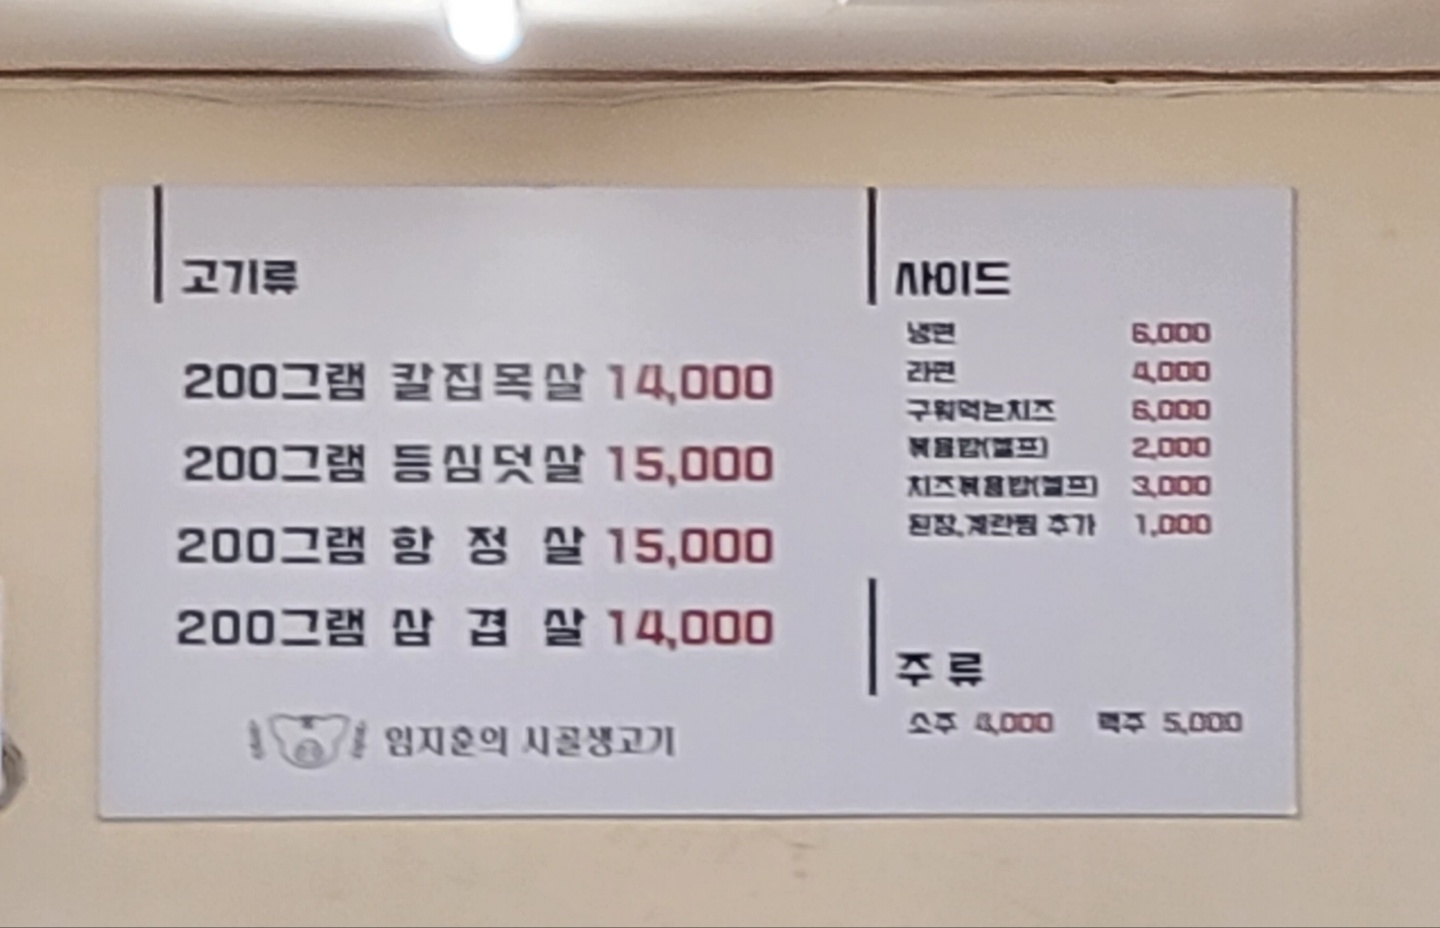 고기류
200그램 칼집목살 14,000
200그램 등심덧살 15,000
200그램 항 정 살 15,000
200그램 삼 겹 살 14,000
임지훈의 시골생고기
사이드
냉면 6,000
라면 4,000
구워먹는치즈 6,000
볶음밥(셀프) 2,000
치즈볶음밥(셀프) 3,000
된장,계란찜 추가 1,000
주 류
소주 4,000 맥주 5,000